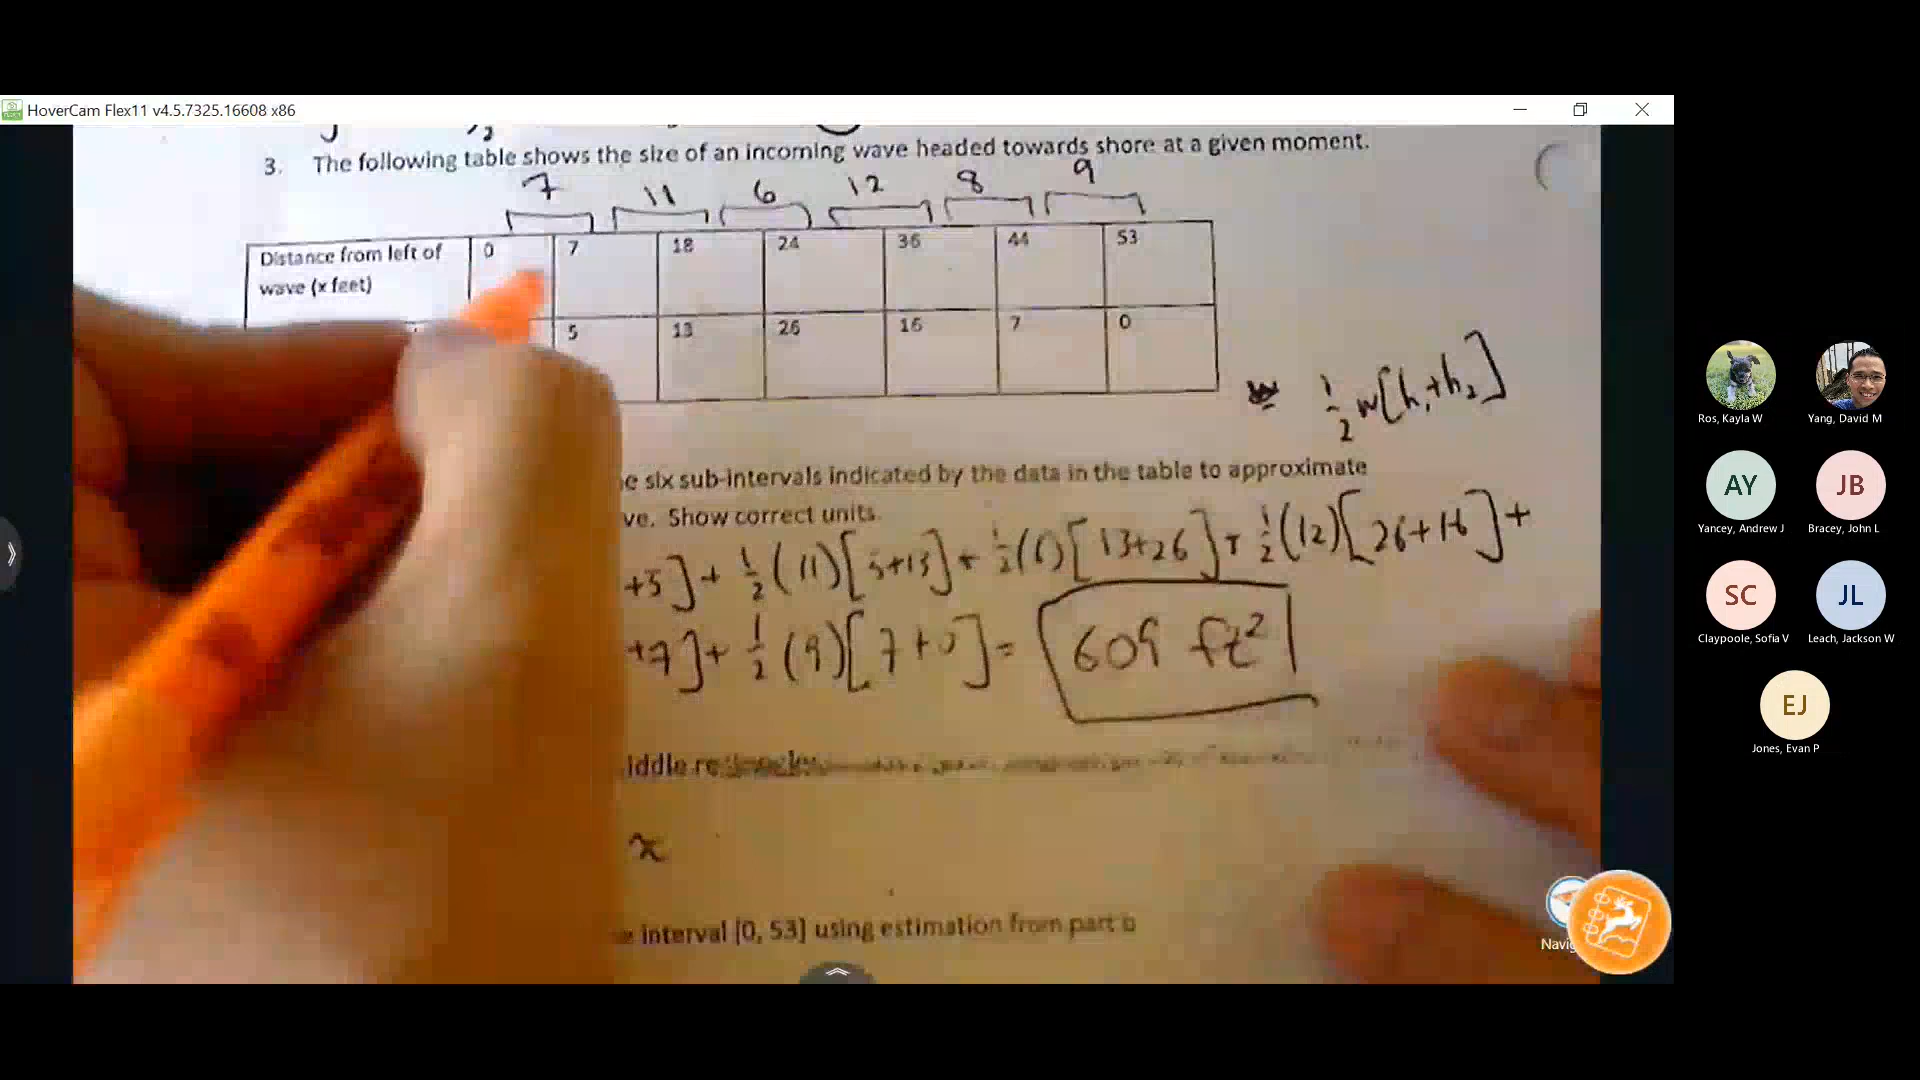 HoverCam Flex11 v4.5.7325.16608 x86
3. The following table shows the size of an incoming wave headed towards shore at a given moment.
7 11 6 12 8 9
Distance from left of wave (x feet) 0 7 18 24 36 44 53
5 13 26 16 7 0
1/2 w[h1+h2]
six sub-intervals indicated by the data in the table to approximate
Show correct units.
+5] + 1/2 (11)[5+13] + 1/2 (6)[13+26] + 1/2 (12)[26+16] +
+7] + 1/2 (9)[7+0] = 609 ft²
x
interval [0, 53] using estimation from part
Ros, Kayla W
Yang, David M
AY
JB
Yancey, Andrew J
Bracey, John L
SC
JL
Claypoole, Sofia V
Leach, Jackson W
EJ
Jones, Evan P